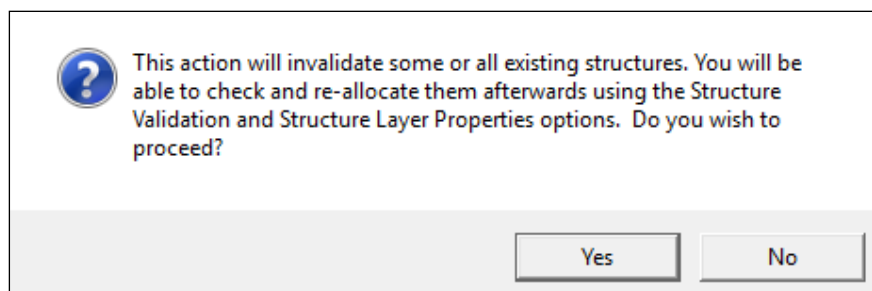 This action will invalidate some or all existing structures. You will be
able to check and re-allocate them afterwards using the Structure
Validation and Structure Layer Properties options.  Do you wish to
proceed?
Yes
No